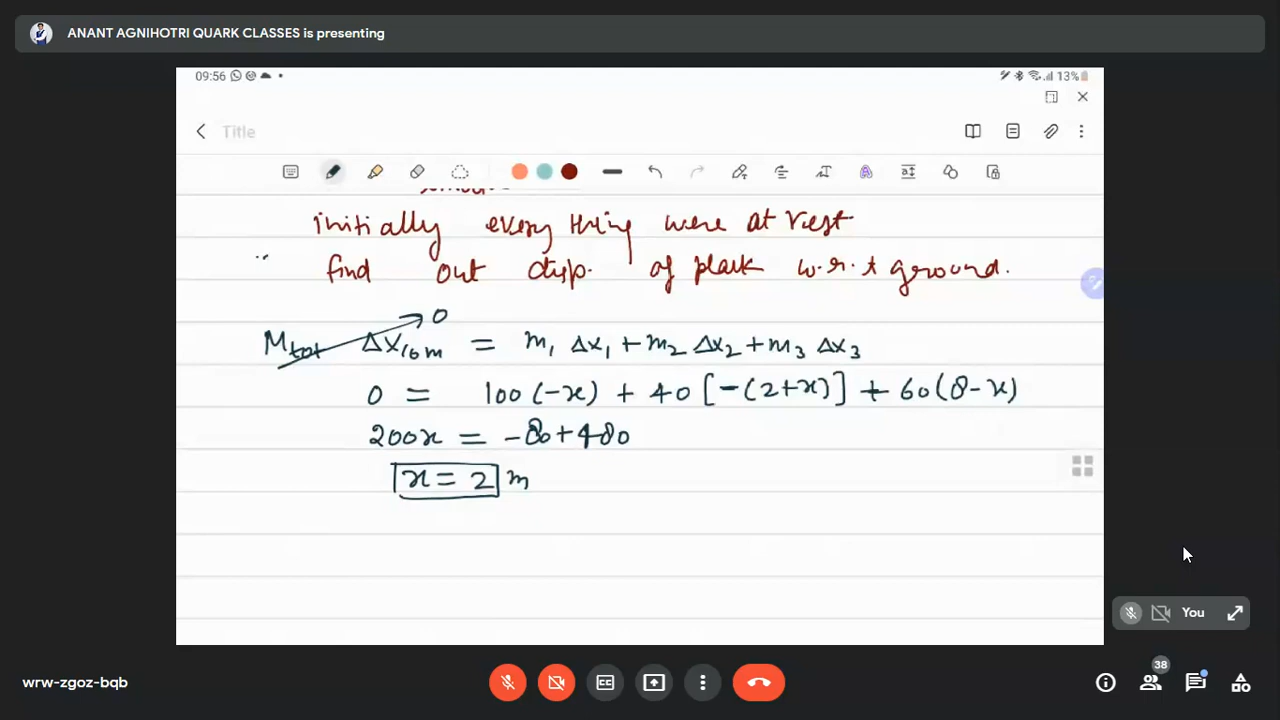 ANANT AGNIHOTRI QUARK CLASSES is presenting
09:56
13%
Title
initially every thing were at rest
find out disp. of plank w.r.t ground.
0
Mtot Δxcom = m₁ Δx₁ + m₂ Δx₂ + m₃ Δx₃
0 = 100(-x) + 40[-(2+x)] + 60(8-x)
200x = -80+480
x = 2 m
You
38
wrw-zgoz-bqb